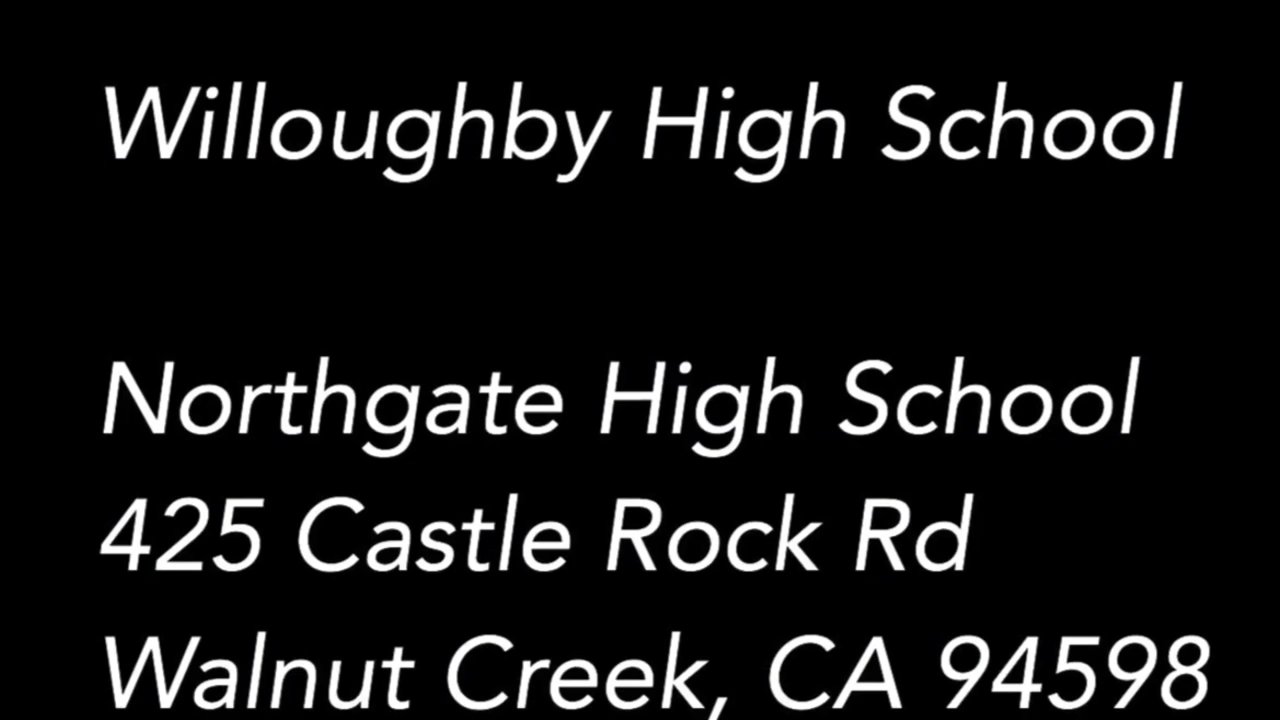 Willoughby High School
Northgate High School
425 Castle Rock Rd
Walnut Creek, CA 94598